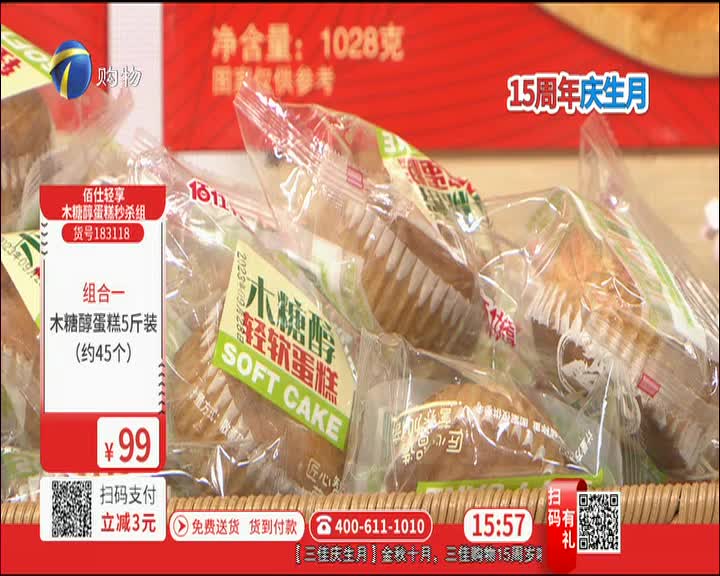 净含量：1028克
国家仅供参考
购物
15周年庆生月
佰仕轻享
木糖醇蛋糕秒杀组
货号183118
组合一
木糖醇蛋糕5斤装
（约45个）
¥99
扫码支付
立减3元
木糖醇
轻软蛋糕
SOFT CAKE
免费送货 货到付款
400-611-1010
15:57
扫码
有礼
【三佳庆生月】金秋十月，三佳购物15周岁